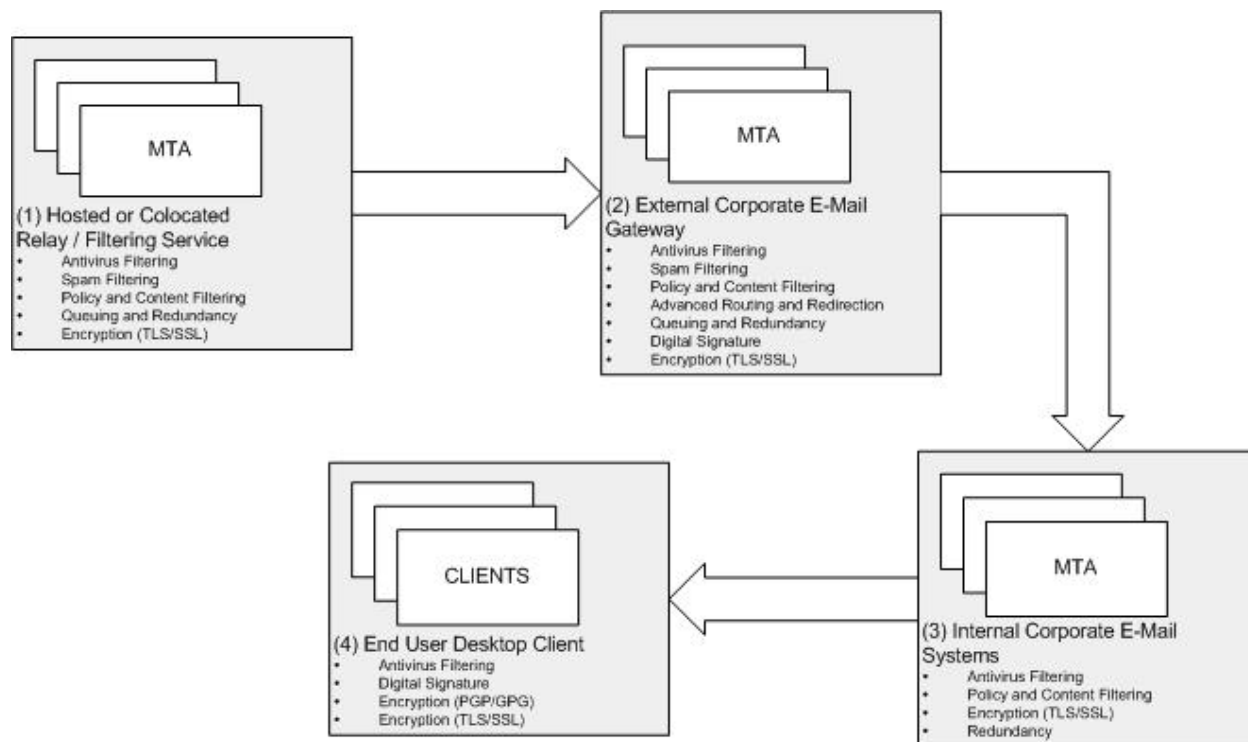 MTA
(1) Hosted or Colocated
Relay / Filtering Service
• Antivirus Filtering
• Spam Filtering
• Policy and Content Filtering
• Queuing and Redundancy
• Encryption (TLS/SSL)
MTA
(2) External Corporate E-Mail
Gateway
• Antivirus Filtering
• Spam Filtering
• Policy and Content Filtering
• Advanced Routing and Redirection
• Queuing and Redundancy
• Digital Signature
• Encryption (TLS/SSL)
MTA
(3) Internal Corporate E-Mail
Systems
• Antivirus Filtering
• Policy and Content Filtering
• Encryption (TLS/SSL)
• Redundancy
CLIENTS
(4) End User Desktop Client
• Antivirus Filtering
• Digital Signature
• Encryption (PGP/GPG)
• Encryption (TLS/SSL)